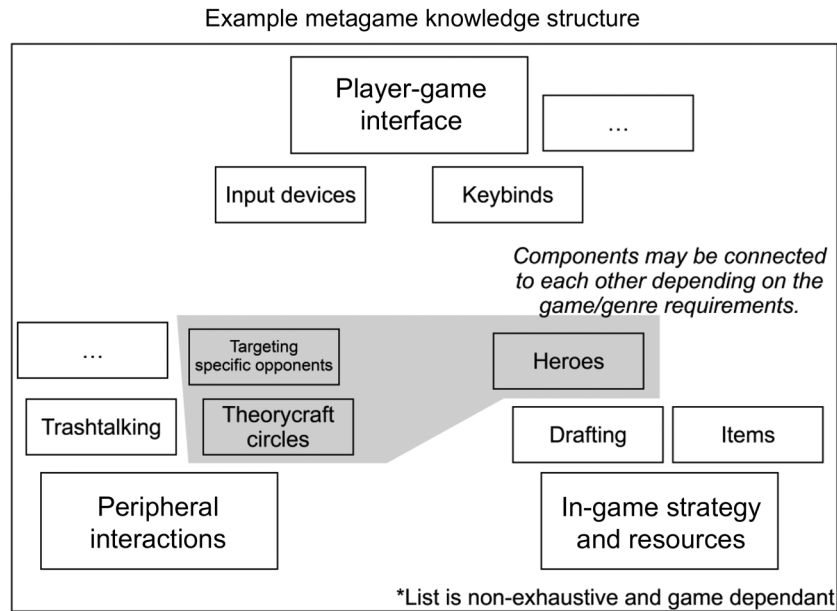 Example metagame knowledge structure
Player-game
interface
...
Input devices
Keybinds
Components may be connected
to each other depending on the
game/genre requirements.
...
Targeting
specific opponents
Heroes
Trashtalking
Theorycraft
circles
Drafting
Items
Peripheral
interactions
In-game strategy
and resources
*List is non-exhaustive and game dependant